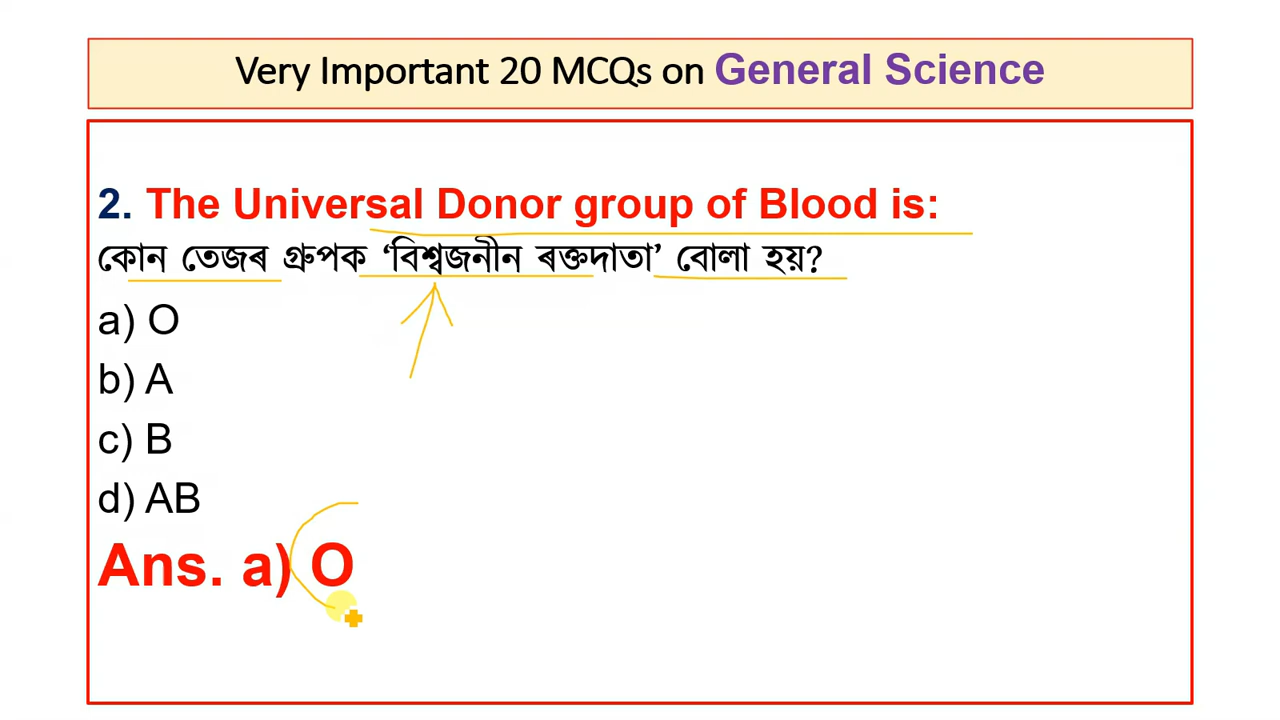 Very Important 20 MCQs on General Science
2. The Universal Donor group of Blood is:
কোন তেজৰ গ্ৰুপক ‘বিশ্বজনীন ৰক্তদাতা’ বোলা হয়?
a) O
b) A
c) B
d) AB
Ans. a) O